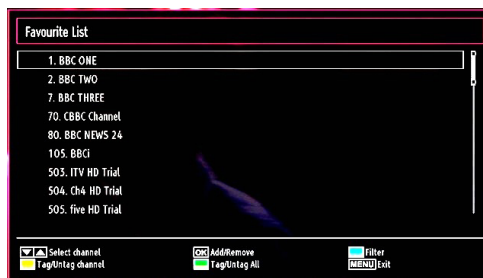 Favourite List
1. BBC ONE
2. BBC TWO
7. BBC THREE
70. CBBC Channel
80. BBC NEWS 24
105. BBCi
503. ITV HD Trial
504. Ch4 HD Trial
505. five HD Trial
Select channel OK Add/Remove Filter
Tag/Untag channel Tag/Untag All MENU Exit